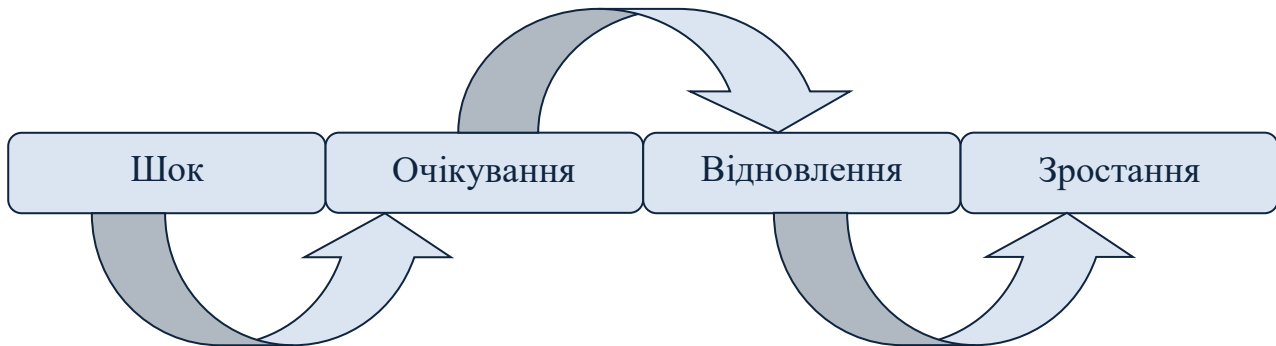 Шок
Очікування
Відновлення
Зростання